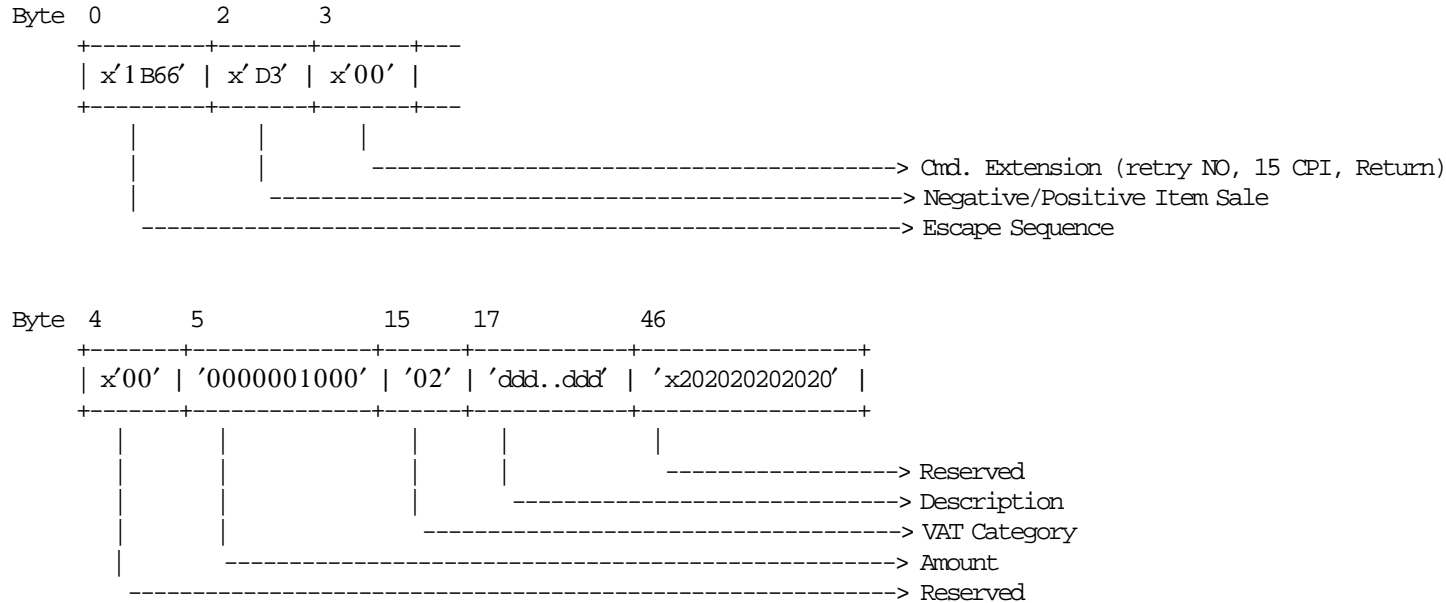 Byte 0 2 3
+---------+-------+-------+---
| x'1B66' | x'D3' | x'00' |
+---------+-------+-------+---
| | |
| | -----------------------------------------> Cmd. Extension (retry NO, 15 CPI, Return)
| -------------------------------------------------> Negative/Positive Item Sale
-----------------------------------------------------------> Escape Sequence
Byte 4 5 15 17 46
+-------+--------------+------+------------+-----------------+
| x'00' | '0000001000' | '02' | 'ddd..ddd' | 'x202020202020' |
+-------+--------------+------+------------+-----------------+
| | | | |
| | | | ------------------> Reserved
| | | ------------------------------> Description
| | -------------------------------------> VAT Category
| ----------------------------------------------------> Amount
------------------------------------------------------------> Reserved